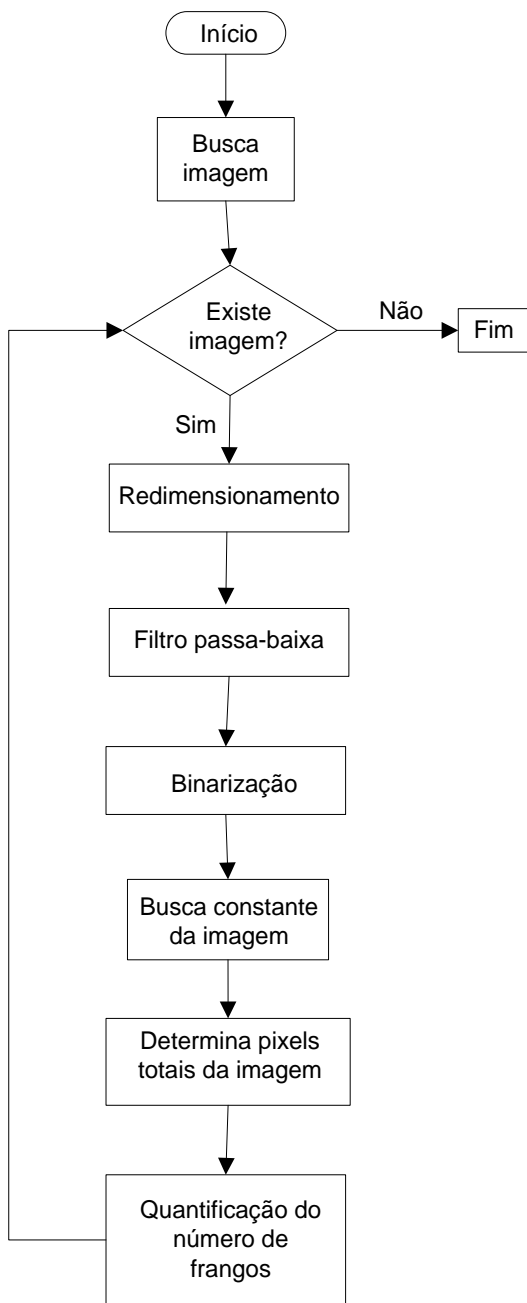 Início
Busca
imagem
Existe
imagem?
Não
Fim
Sim
Redimensionamento
Filtro passa-baixa
Binarização
Busca constante
da imagem
Determina pixels
totais da imagem
Quantificação do
número de
frangos